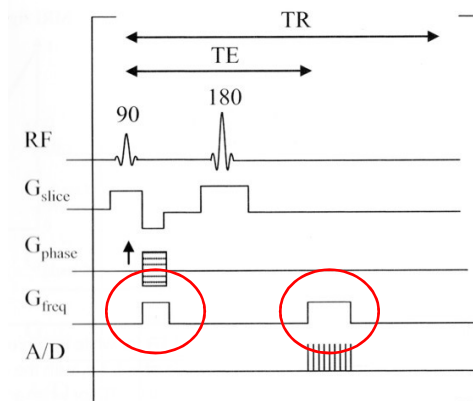 TR
TE
90
180
RF
Gslice
Gphase
Gfreq
A/D